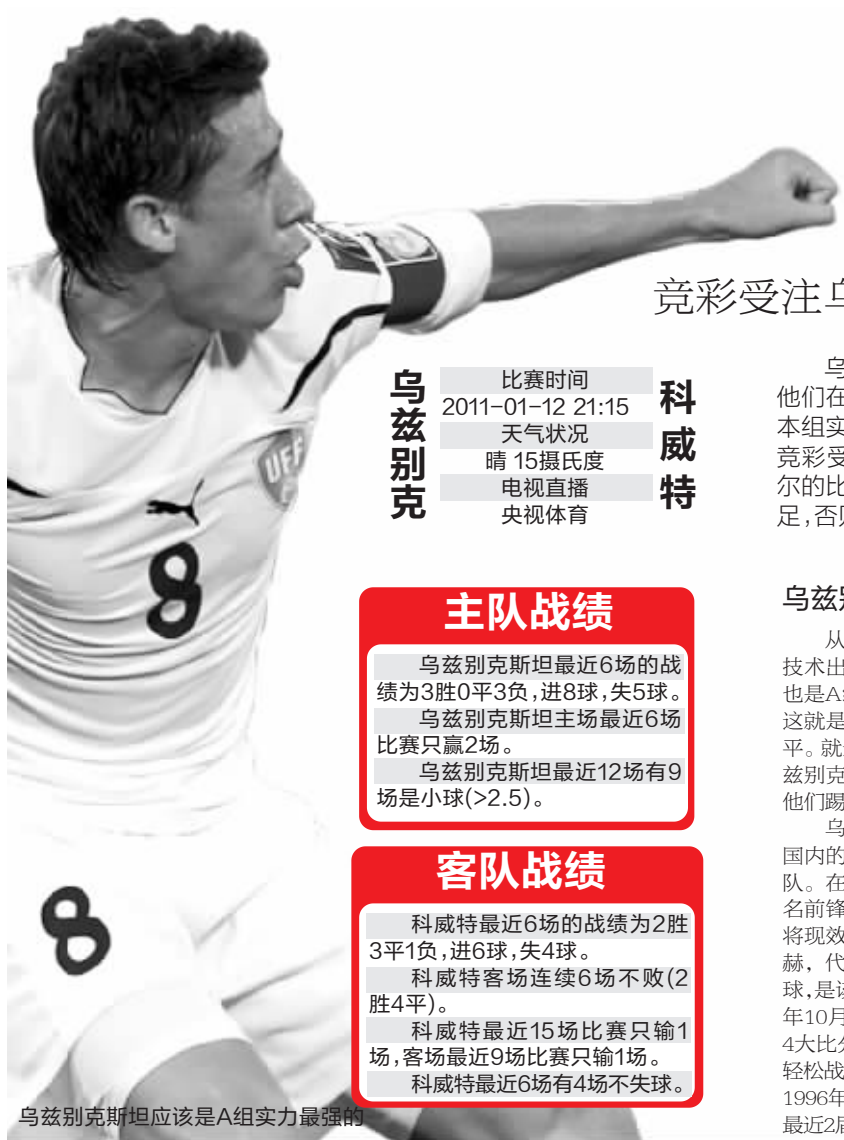 竞彩受注
乌兹别克
比赛时间
2011-01-12 21:15
天气状况
晴 15摄氏度
电视直播
央视体育
科威特
主队战绩
乌兹别克斯坦最近6场的战
绩为3胜0平3负,进8球,失5球。
乌兹别克斯坦主场最近6场
比赛只赢2场。
乌兹别克斯坦最近12场有9
场是小球(>2.5)。
客队战绩
科威特最近6场的战绩为2胜
3平1负,进6球,失4球。
科威特客场连续6场不败(2
胜4平)。
科威特最近15场比赛只输1
场,客场最近9场比赛只输1场。
科威特最近6场有4场不失球。
乌兹别克斯坦应该是A组实力最强的
UFF
8
8
乌
他们在
本组实
竞彩受
尔的比
足,否则
乌兹别
从
技术出
也是A
这就是
平。就
兹别克
他们踢
乌
国内的
队。在
名前锋
将现效
赫,代
球,是该
年10月
4大比分
轻松战
1996年
最近2届